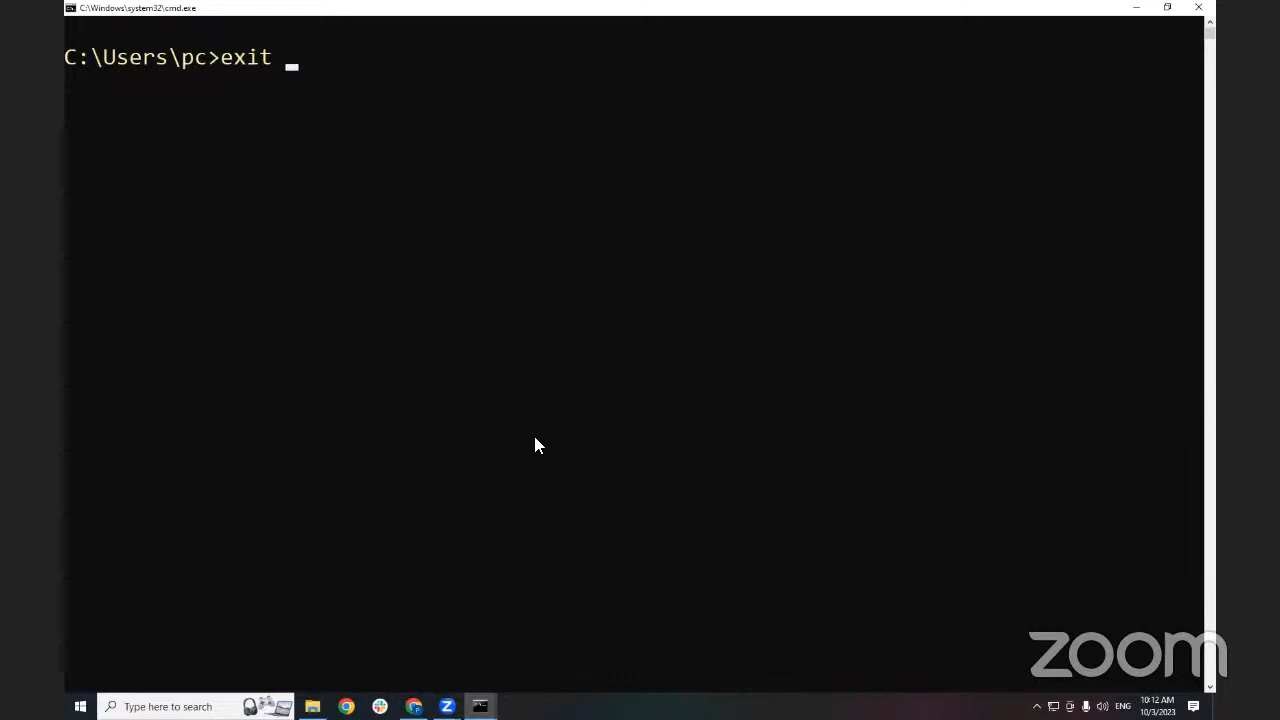 C:\Windows\system32\cmd.exe
C:\Users\pc>exit
zoom
Type here to search
ENG
10:12 AM
10/3/2023